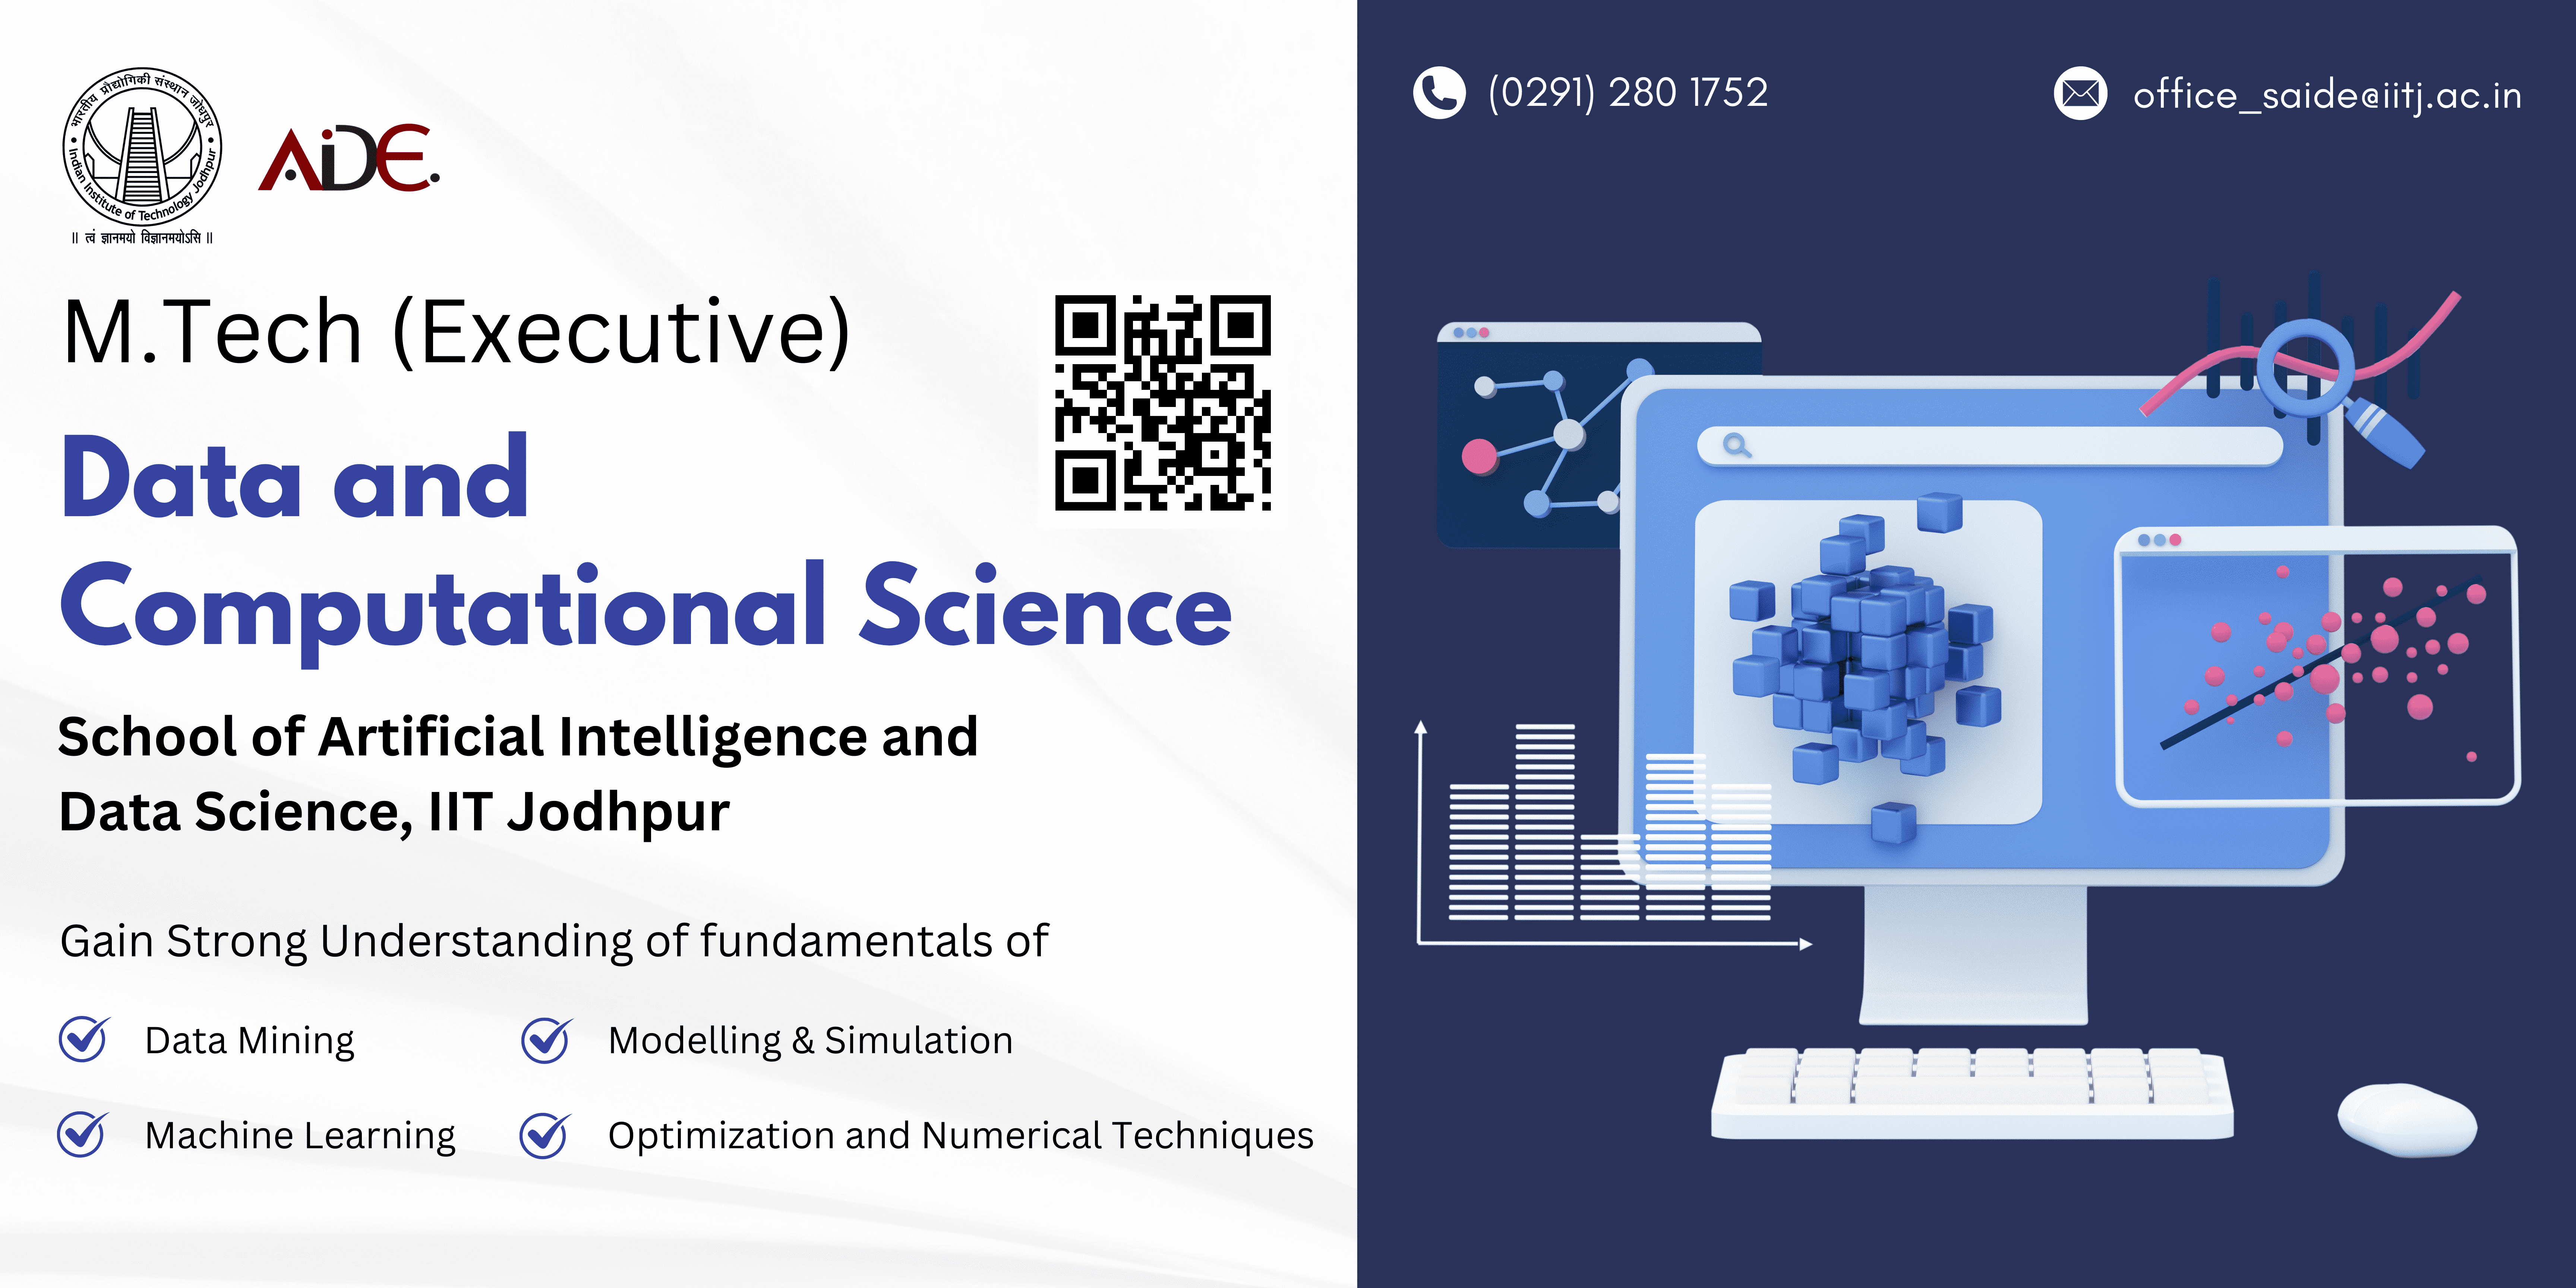 भारतीय प्रौद्योगिकी संस्थान जोधपुर
Indian Institute of Technology Jodhpur
॥ त्वं ज्ञानमयो विज्ञानमयोऽसि ॥
AiDE.
M.Tech (Executive)
Data and
Computational Science
School of Artificial Intelligence and
Data Science, IIT Jodhpur
Gain Strong Understanding of fundamentals of
Data Mining
Modelling & Simulation
Machine Learning
Optimization and Numerical Techniques
(0291) 280 1752
office_saide@iitj.ac.in